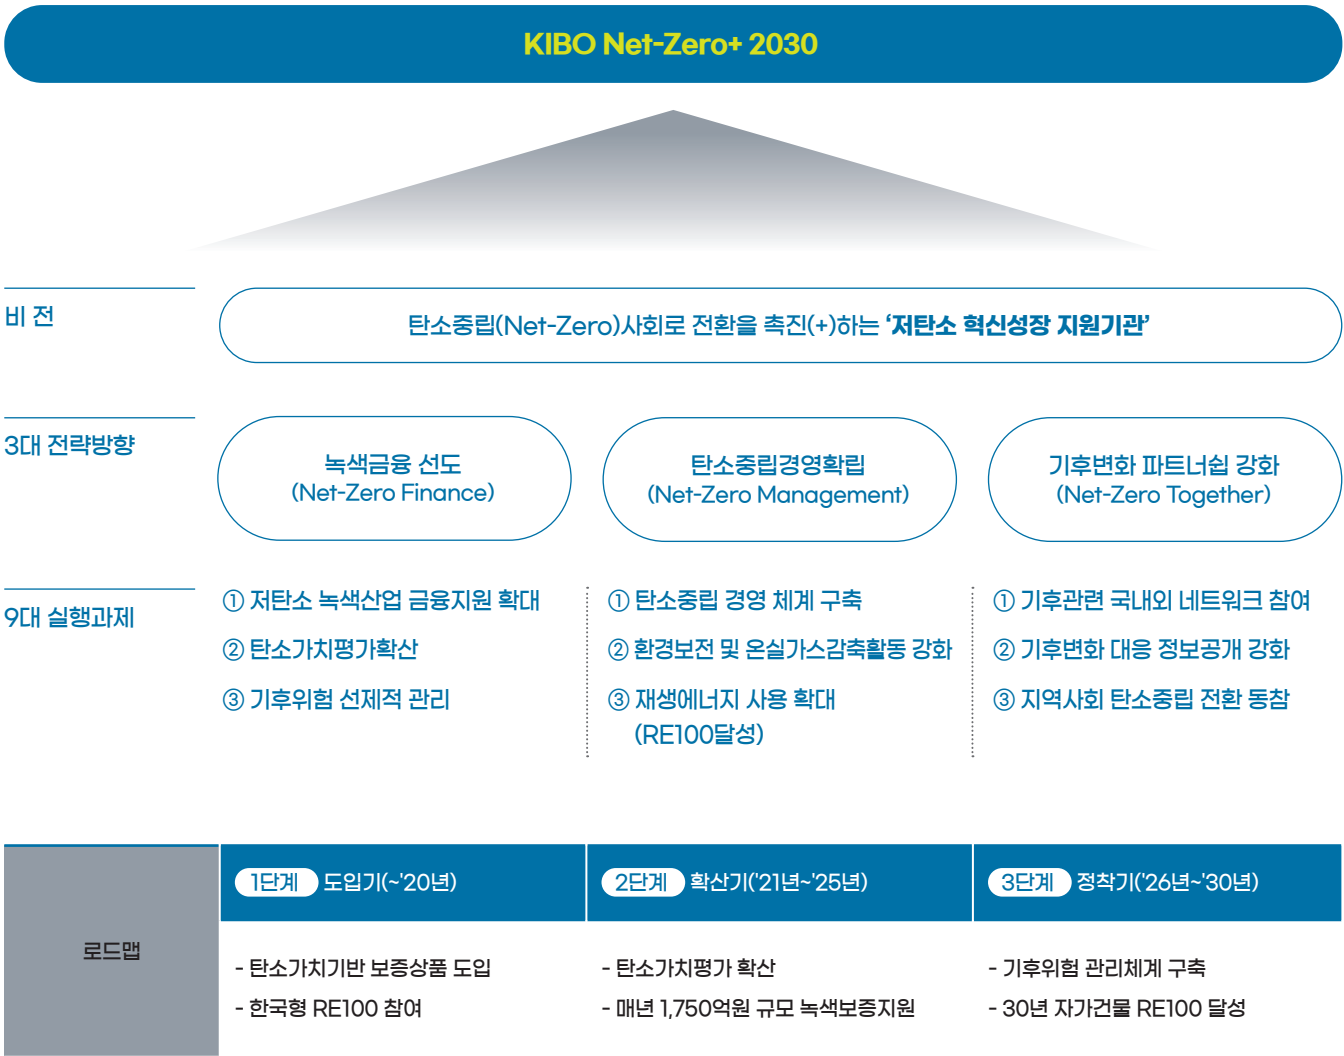 KIBO Net-Zero+ 2030
비 전
탄소중립(Net-Zero)사회로 전환을 촉진(+)하는 ‘저탄소 혁신성장 지원기관’
3대 전략방향
녹색금융 선도
(Net-Zero Finance)
탄소중립경영확립
(Net-Zero Management)
기후변화 파트너쉽 강화
(Net-Zero Together)
9대 실행과제
① 저탄소 녹색산업 금융지원 확대
② 탄소가치평가확산
③ 기후위험 선제적 관리
① 탄소중립 경영 체계 구축
② 환경보전 및 온실가스감축활동 강화
③ 재생에너지 사용 확대
(RE100달성)
① 기후관련 국내외 네트워크 참여
② 기후변화 대응 정보공개 강화
③ 지역사회 탄소중립 전환 동참
로드맵
1단계 도입기(~'20년)
- 탄소가치기반 보증상품 도입
- 한국형 RE100 참여
2단계 확산기('21년~'25년)
- 탄소가치평가 확산
- 매년 1,750억원 규모 녹색보증지원
3단계 정착기('26년~'30년)
- 기후위험 관리체계 구축
- 30년 자가건물 RE100 달성